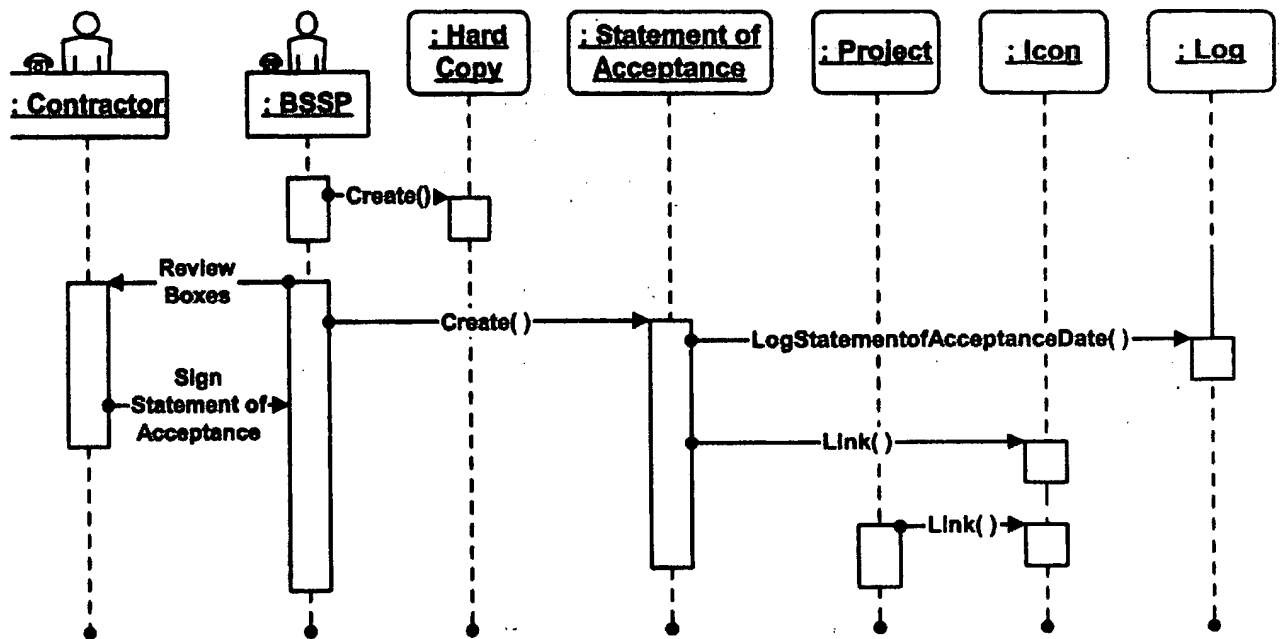 : Contractor
: BSSP
: Hard
Copy
: Statement of
Acceptance
: Project
: Icon
: Log
Create()
Review
Boxes
Create( )
LogStatementofAcceptanceDate( )
Sign
Statement of
Acceptance
Link( )
Link( )